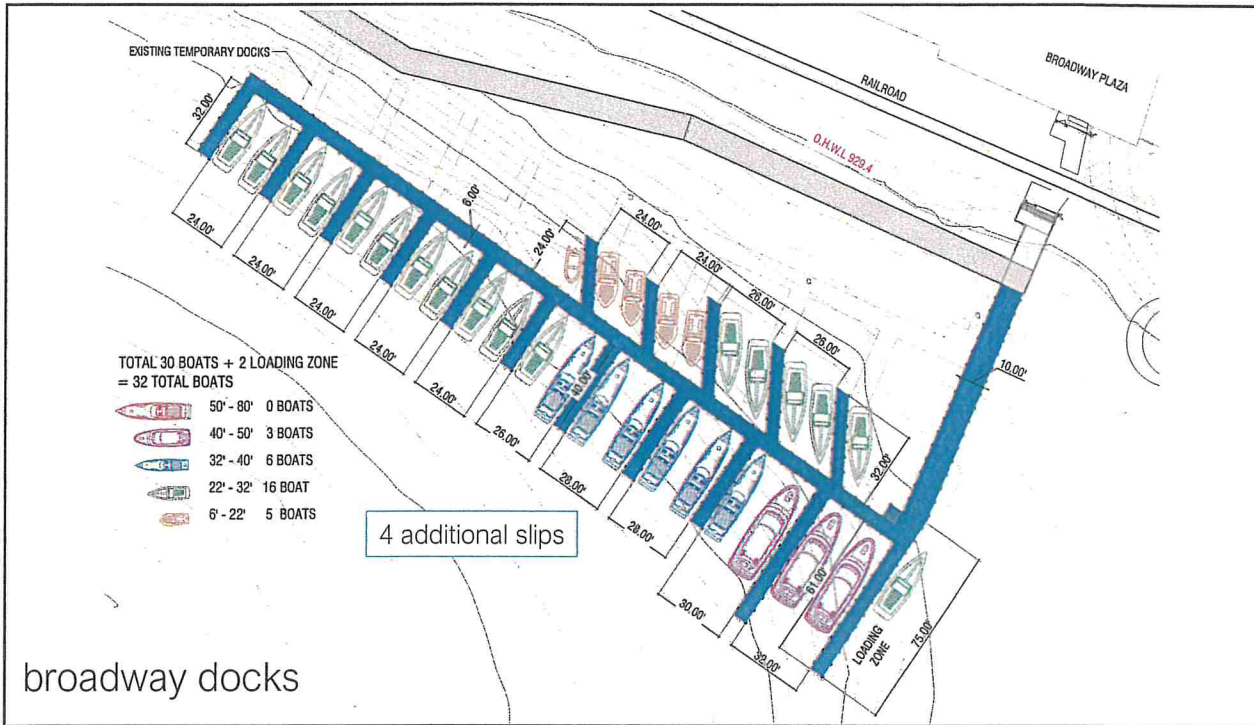 EXISTING TEMPORARY DOCKS
BROADWAY PLAZA
RAILROAD
O.H.W.L 929.4
32.00'
6.00'
24.00'
24.00'
24.00'
26.00'
26.00'
10.00'
24.00'
24.00'
24.00'
24.00'
24.00'
26.00'
28.00'
28.00'
30.00'
32.00'
32.00'
61.00'
75.00'
LOADING
ZONE
TOTAL 30 BOATS + 2 LOADING ZONE
= 32 TOTAL BOATS
50' - 80' 0 BOATS
40' - 50' 3 BOATS
32' - 40' 6 BOATS
22' - 32' 16 BOAT
6' - 22' 5 BOATS
4 additional slips
broadway docks